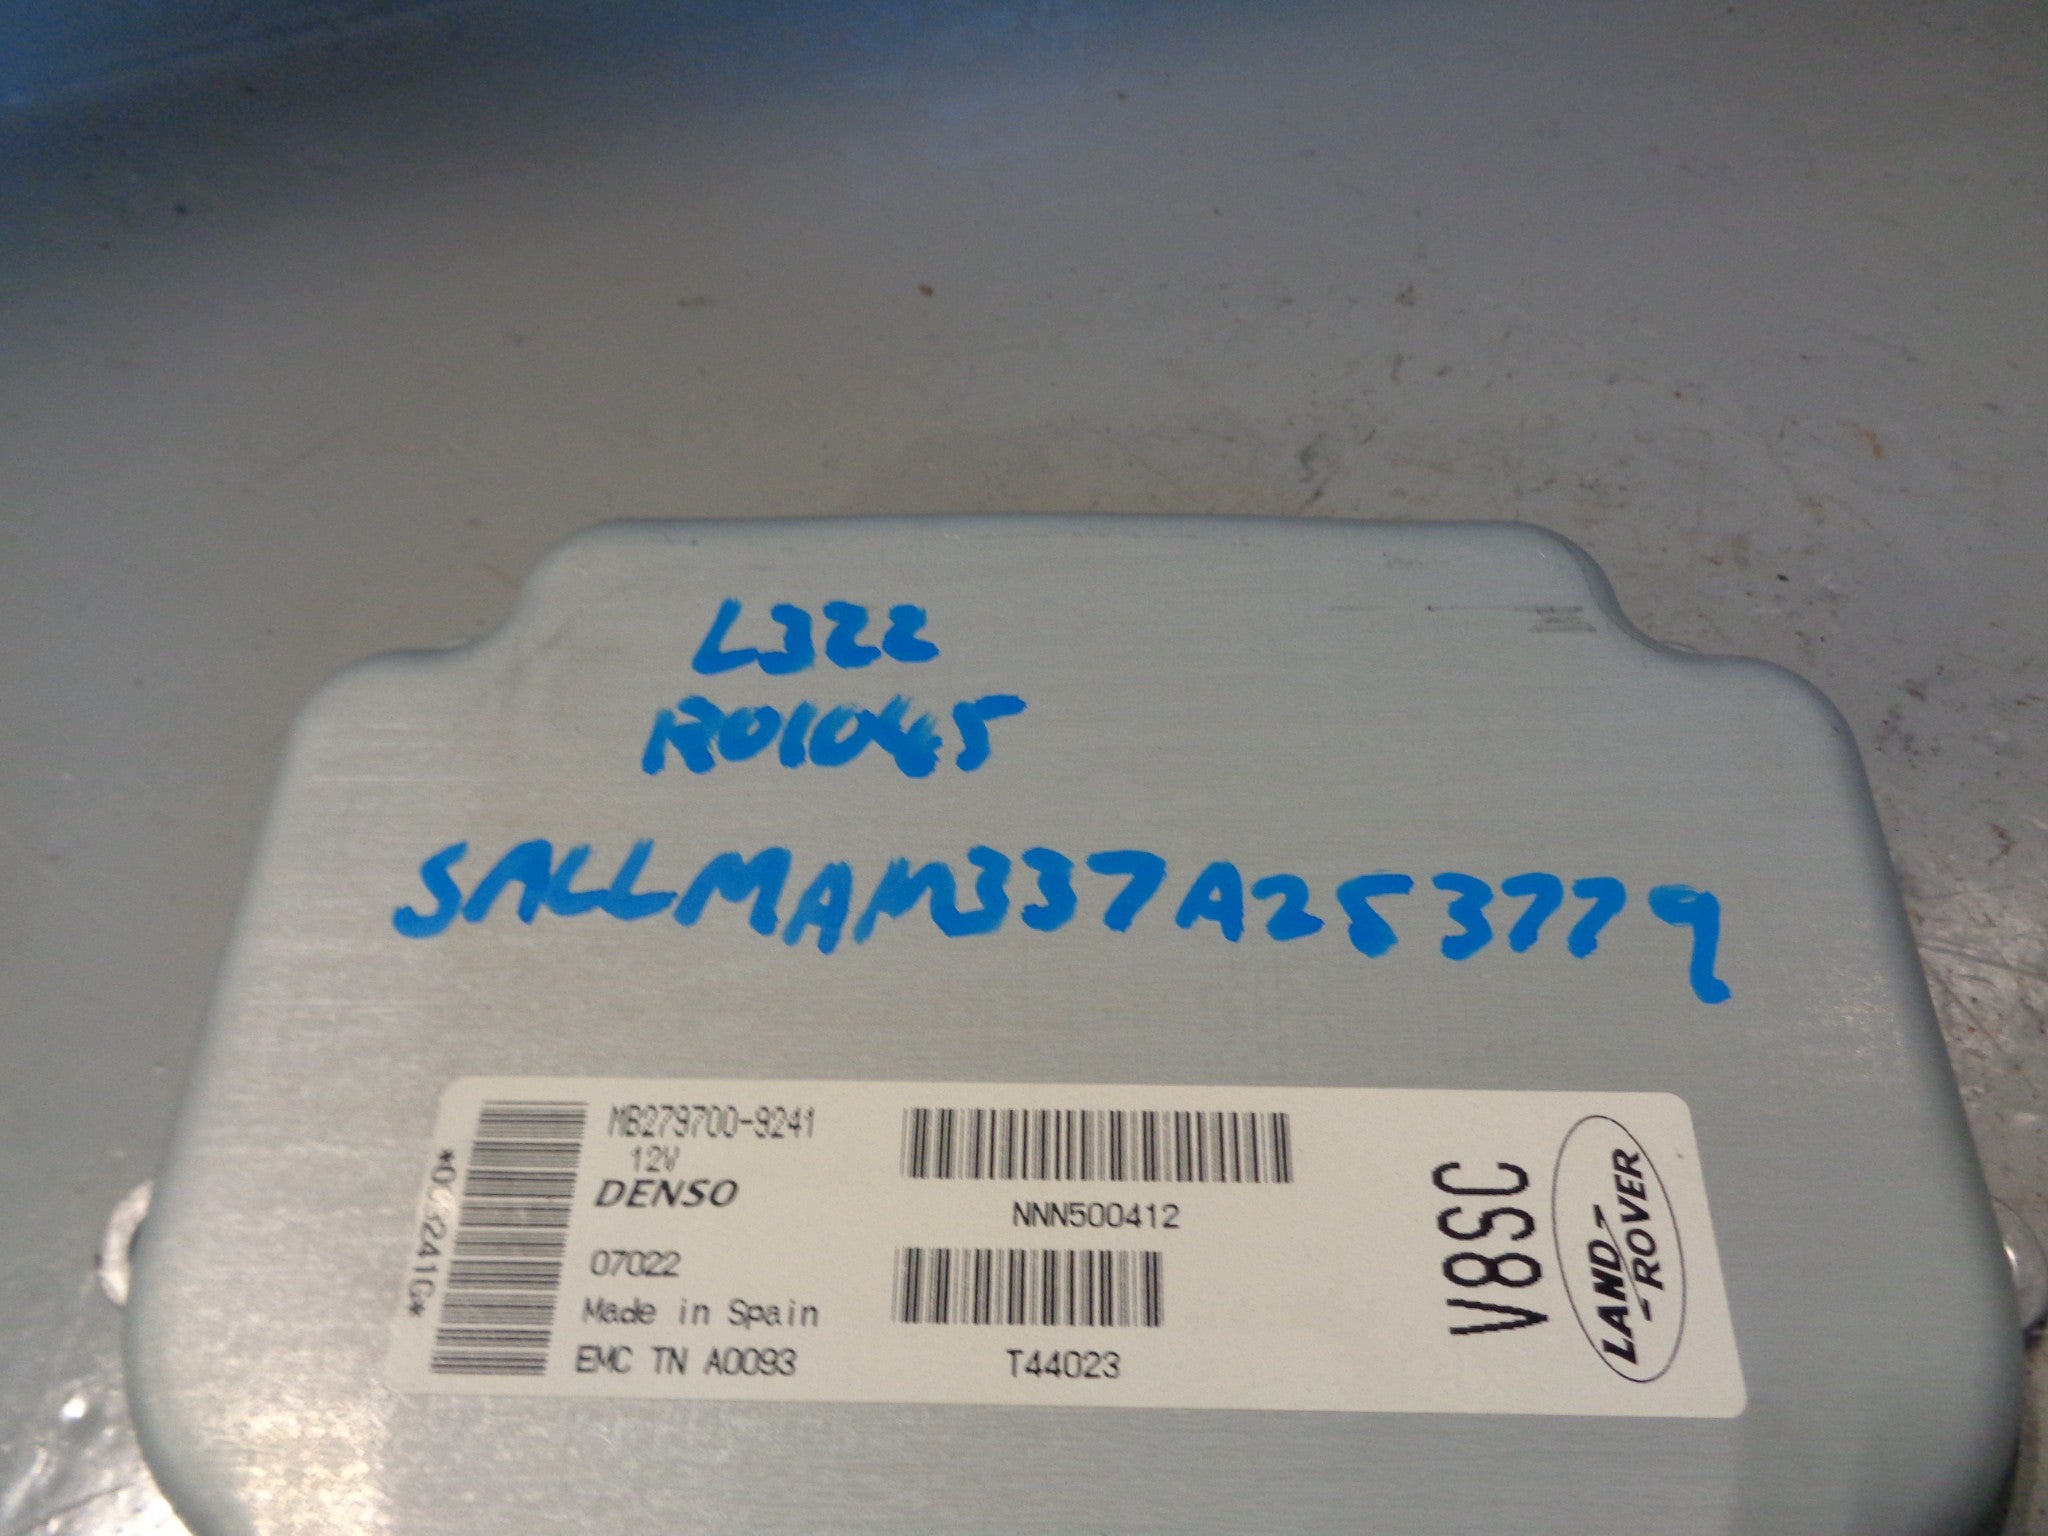 L322
R01045
SALLMAM337A253779
MB279700-9241
12V
DENSO
07022
Made in Spain
EMC TN A0093
NNN500412
T44023
V8SC
LAND-
-ROVER